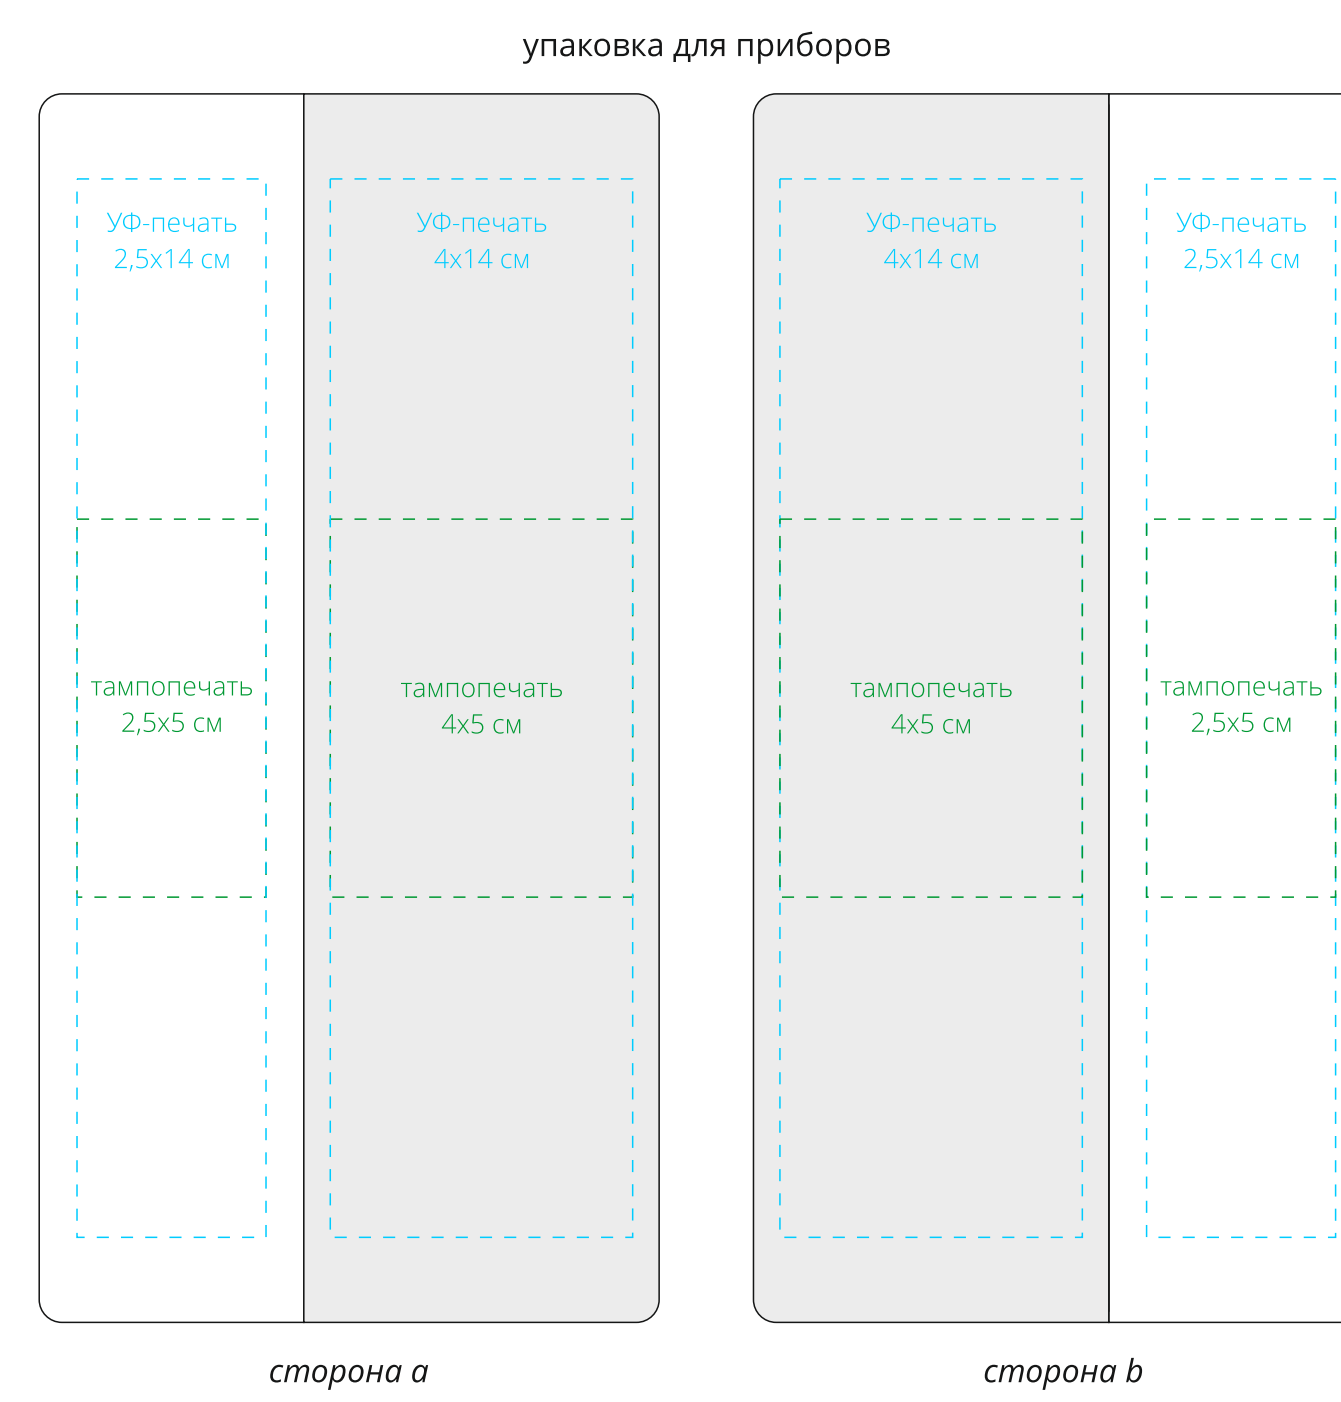 упаковка для приборов
УФ-печать
2,5х14 см
УФ-печать
4х14 см
УФ-печать
4х14 см
УФ-печать
2,5х14 см
тампопечать
2,5х5 см
тампопечать
4х5 см
тампопечать
4х5 см
тампопечать
2,5х5 см
сторона a
сторона b